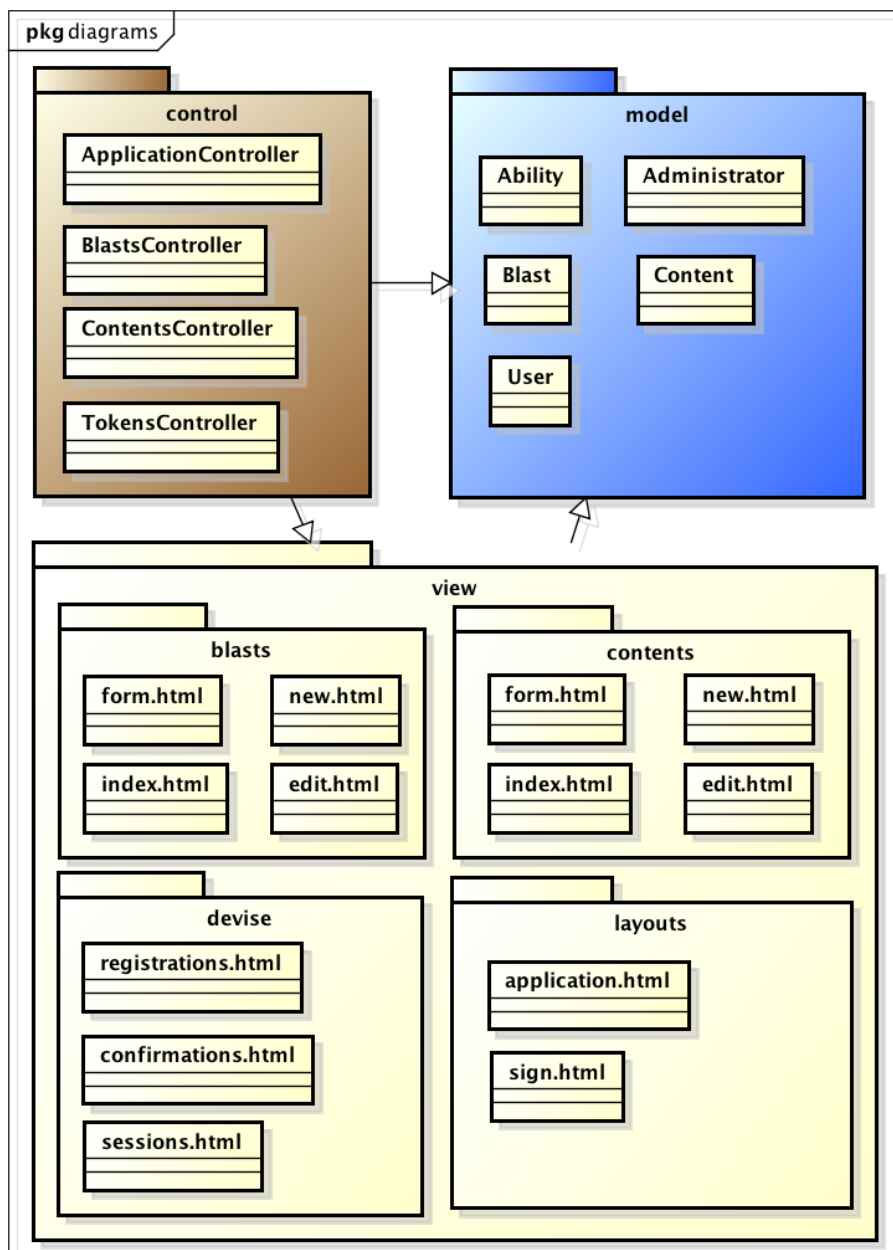 pkg diagrams
control
ApplicationController
BlastsController
ContentsController
TokensController
model
Ability
Administrator
Blast
Content
User
view
blasts
form.html
new.html
index.html
edit.html
contents
form.html
new.html
index.html
edit.html
devise
registrations.html
confirmations.html
sessions.html
layouts
application.html
sign.html